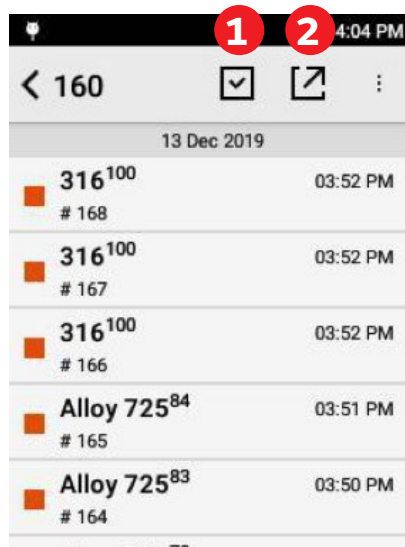 1 2 4:04 PM
160
13 Dec 2019
316100 03:52 PM
# 168
316100 03:52 PM
# 167
316100 03:52 PM
# 166
Alloy 72584 03:51 PM
# 165
Alloy 72583 03:50 PM
# 164